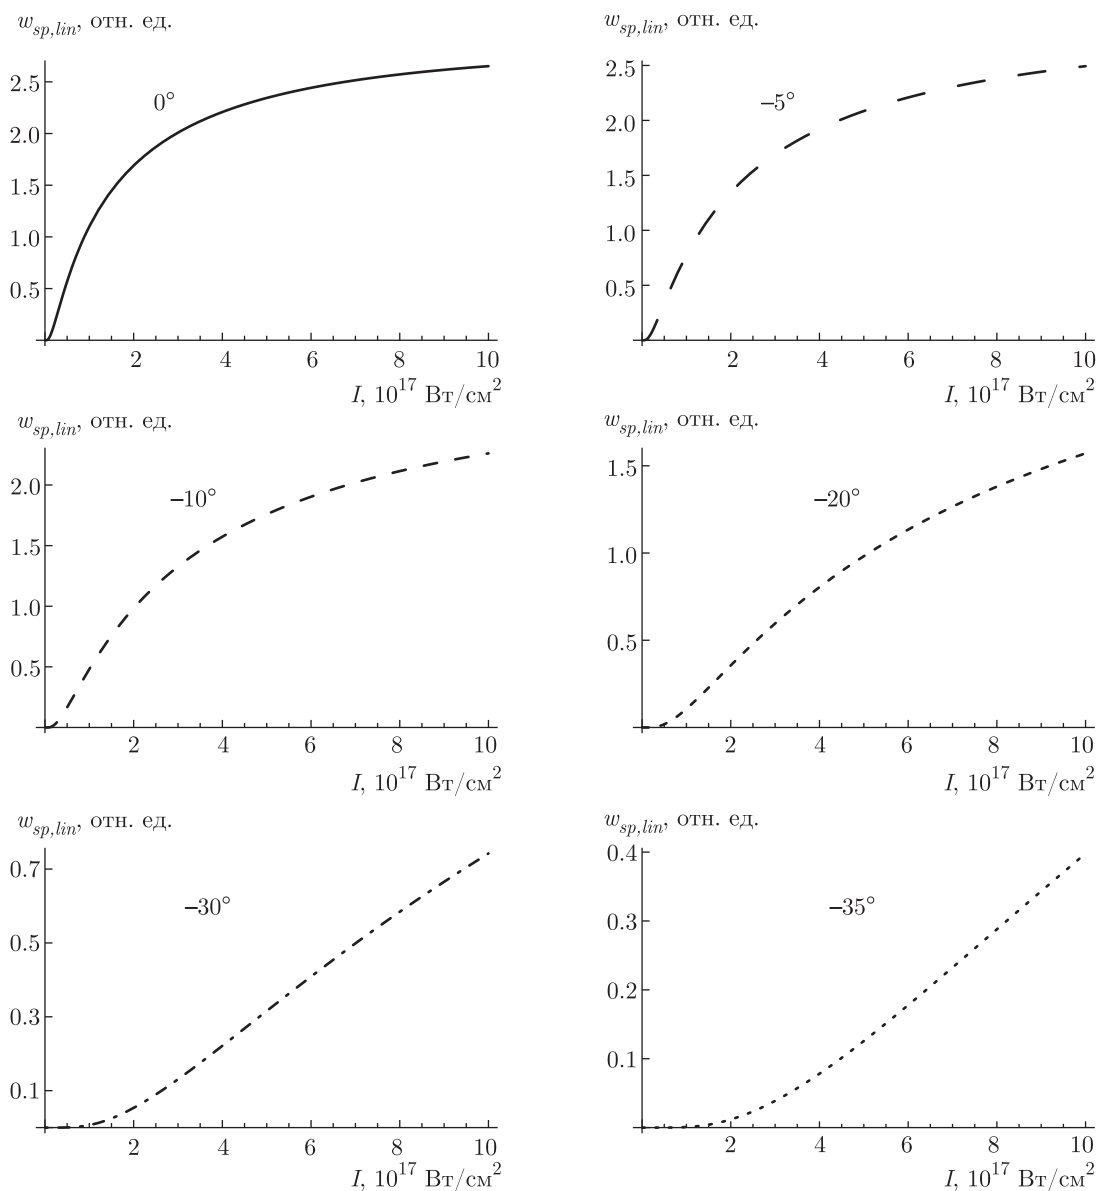 w_{sp,lin}, отн. ед.
0°
2.5
2.0
1.5
1.0
0.5
2 4 6 8 10
I, 10^{17} Вт/см^2
w_{sp,lin}, отн. ед.
–5°
2.5
2.0
1.5
1.0
0.5
0 2 4 6 8 10
I, 10^{17} Вт/см^2
w_{sp,lin}, отн. ед.
–10°
2.0
1.5
1.0
0.5
2 4 6 8 10
I, 10^{17} Вт/см^2
w_{sp,lin}, отн. ед.
–20°
1.5
1.0
0.5
2 4 6 8 10
I, 10^{17} Вт/см^2
w_{sp,lin}, отн. ед.
–30°
0.7
0.5
0.3
0.1
2 4 6 8 10
I, 10^{17} Вт/см^2
w_{sp,lin}, отн. ед.
–35°
0.4
0.3
0.2
0.1
2 4 6 8 10
I, 10^{17} Вт/см^2